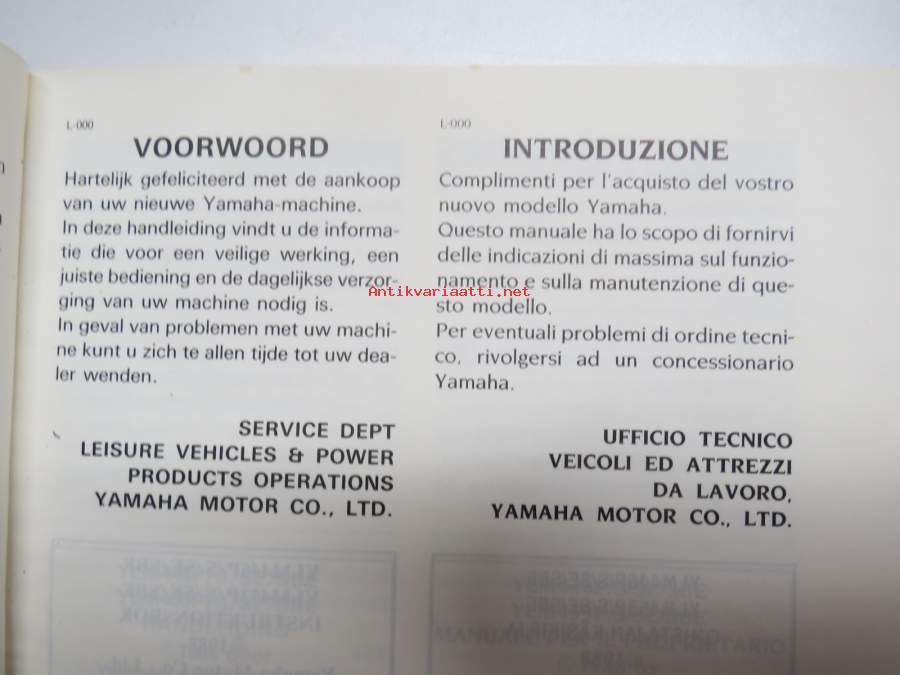 L-000
VOORWOORD
Hartelijk gefeliciteerd met de aankoop
van uw nieuwe Yamaha-machine.
In deze handleiding vindt u de informa-
tie die voor een veilige werking, een
juiste bediening en de dagelijkse verzor-
ging van uw machine nodig is.
In geval van problemen met uw machi-
ne kunt u zich te allen tijde tot uw dea-
ler wenden.
SERVICE DEPT
LEISURE VEHICLES & POWER
PRODUCTS OPERATIONS
YAMAHA MOTOR CO., LTD.
L-000
INTRODUZIONE
Complimenti per l'acquisto del vostro
nuovo modello Yamaha.
Questo manuale ha lo scopo di fornirvi
delle indicazioni di massima sul funzio-
namento e sulla manutenzione di que-
sto modello.
Per eventuali problemi di ordine tecni-
co, rivolgersi ad un concessionario
Yamaha.
UFFICIO TECNICO
VEICOLI ED ATTREZZI
DA LAVORO,
YAMAHA MOTOR CO., LTD.
Antikvariaatti.net